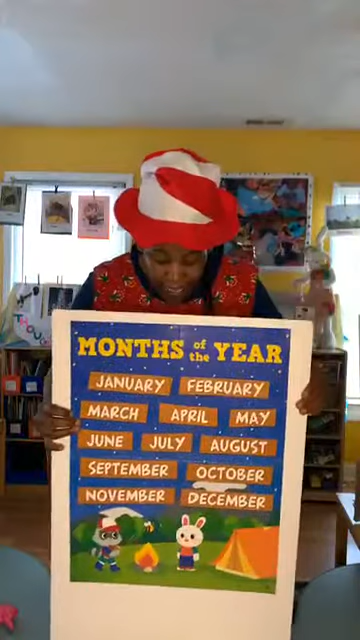 MONTHS of the YEAR
JANUARY FEBRUARY
MARCH APRIL MAY
JUNE JULY AUGUST
SEPTEMBER OCTOBER
NOVEMBER DECEMBER